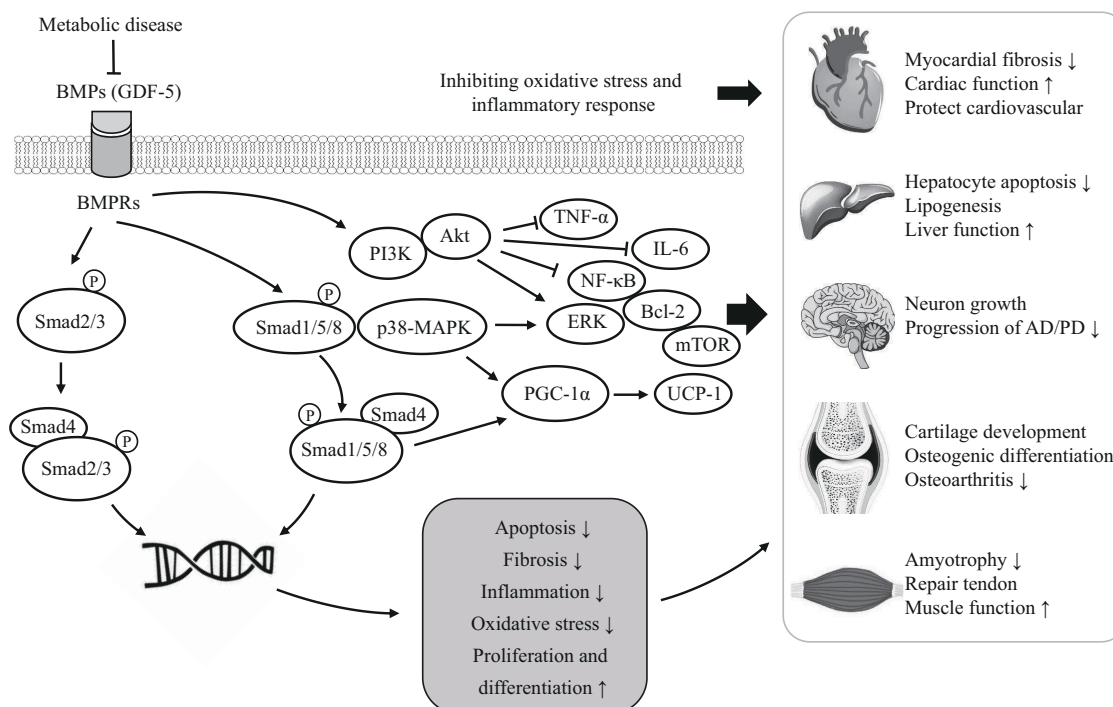 Metabolic disease
BMPs (GDF-5)
BMPRs
Inhibiting oxidative stress and
inflammatory response
PI3K
Akt
TNF-α
IL-6
NF-κB
ERK
Bcl-2
mTOR
P
Smad2/3
P
Smad1/5/8
p38-MAPK
PGC-1α
UCP-1
Smad4
P
Smad2/3
P
Smad4
Smad1/5/8
Apoptosis ↓
Fibrosis ↓
Inflammation ↓
Oxidative stress ↓
Proliferation and
differentiation ↑
Myocardial fibrosis ↓
Cardiac function ↑
Protect cardiovascular
Hepatocyte apoptosis ↓
Lipogenesis
Liver function ↑
Neuron growth
Progression of AD/PD ↓
Cartilage development
Osteogenic differentiation
Osteoarthritis ↓
Amyotrophy ↓
Repair tendon
Muscle function ↑